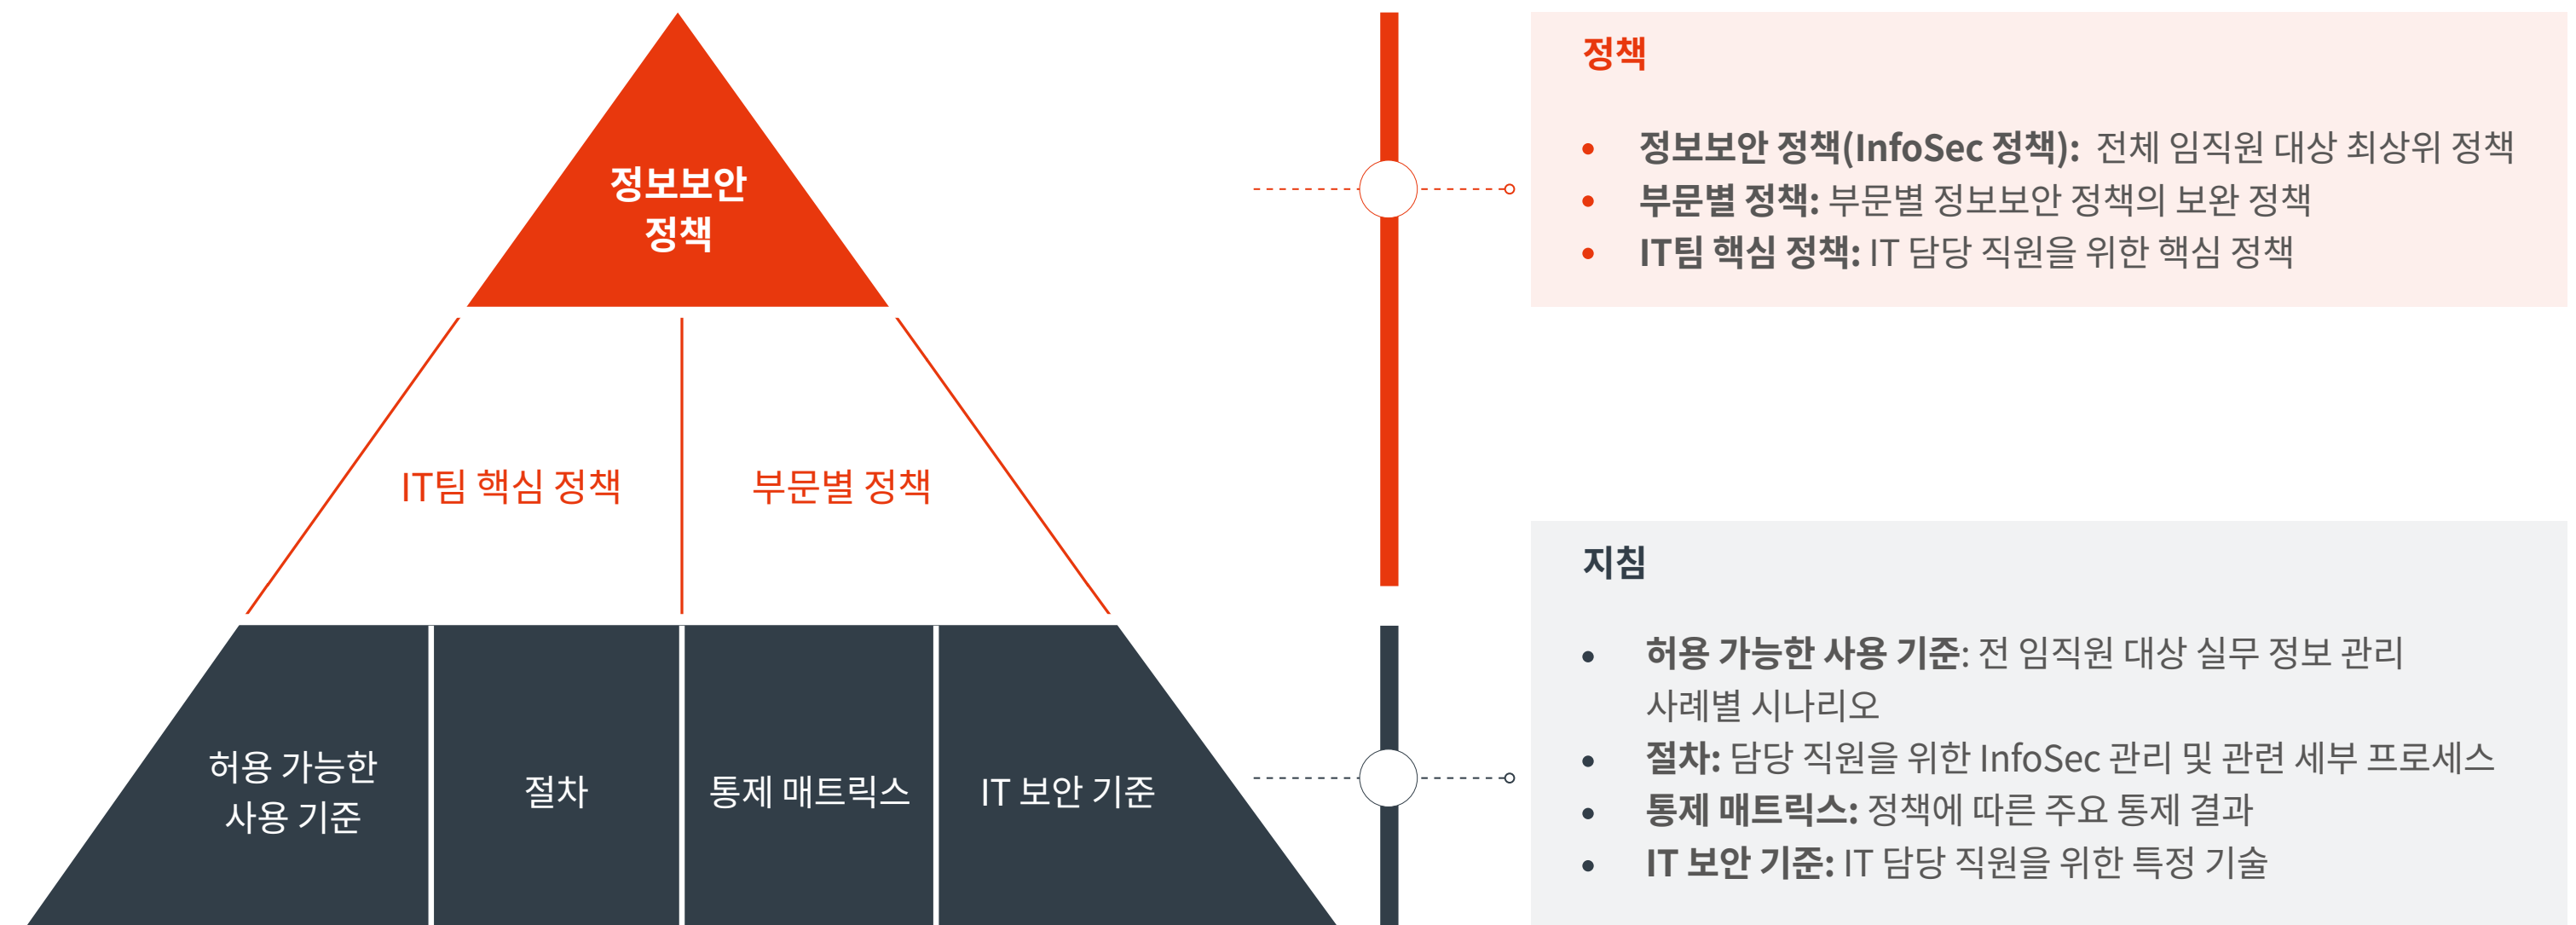 정보보안
정책
IT팀 핵심 정책
부문별 정책
허용 가능한
사용 기준
절차
통제 매트릭스
IT 보안 기준
정책
• 정보보안 정책(InfoSec 정책): 전체 임직원 대상 최상위 정책
• 부문별 정책: 부문별 정보보안 정책의 보완 정책
• IT팀 핵심 정책: IT 담당 직원을 위한 핵심 정책
지침
• 허용 가능한 사용 기준: 전 임직원 대상 실무 정보 관리
사례별 시나리오
• 절차: 담당 직원을 위한 InfoSec 관리 및 관련 세부 프로세스
• 통제 매트릭스: 정책에 따른 주요 통제 결과
• IT 보안 기준: IT 담당 직원을 위한 특정 기술